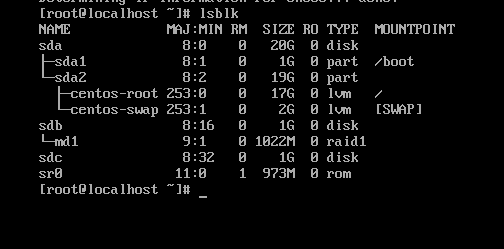 [root@localhost ~]# lsblk
NAME            MAJ:MIN RM  SIZE RO TYPE  MOUNTPOINT
sda               8:0    0   20G  0 disk
├─sda1            8:1    0    1G  0 part  /boot
└─sda2            8:2    0   19G  0 part
  ├─centos-root 253:0    0   17G  0 lvm   /
  └─centos-swap 253:1    0    2G  0 lvm   [SWAP]
sdb               8:16   0    1G  0 disk
└─md1             9:1    0 1022M  0 raid1
sdc               8:32   0    1G  0 disk
sr0              11:0    1  973M  0 rom
[root@localhost ~]# _